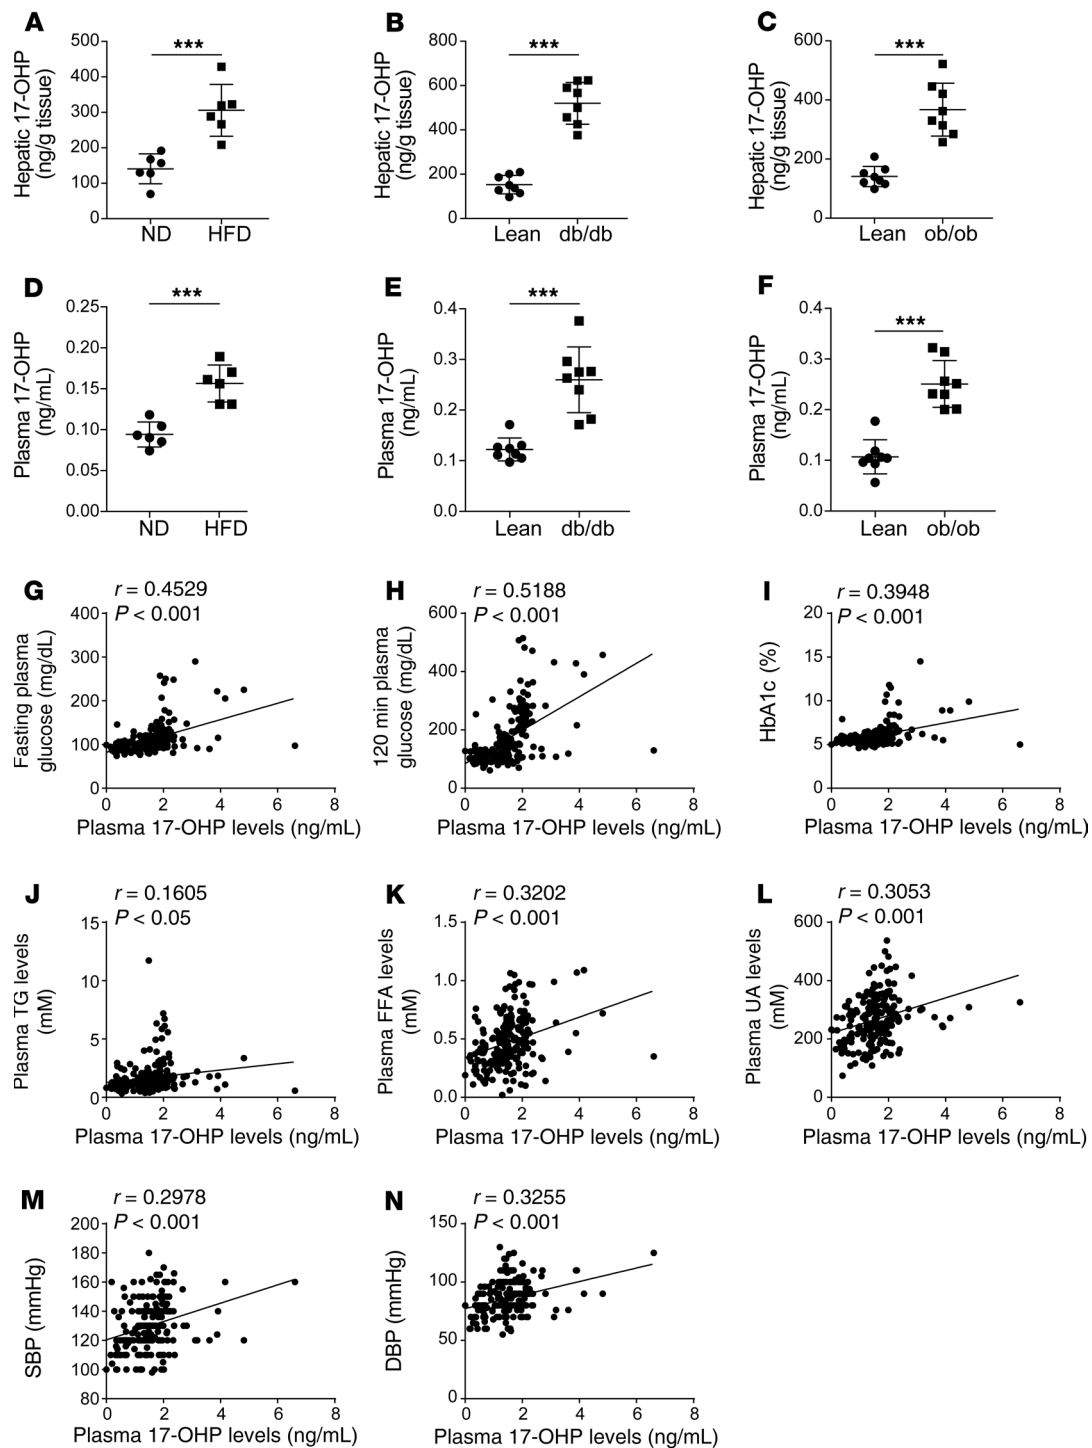 A
***
Hepatic 17-OHP
(ng/g tissue)
500
400
300
200
100
0
ND HFD
B
***
Hepatic 17-OHP
(ng/g tissue)
800
600
400
200
0
Lean db/db
C
***
Hepatic 17-OHP
(ng/g tissue)
600
400
200
0
Lean ob/ob
D
***
Plasma 17-OHP
(ng/mL)
0.25
0.20
0.15
0.10
0.05
0.00
ND HFD
E
***
Plasma 17-OHP
(ng/mL)
0.4
0.3
0.2
0.1
0.0
Lean db/db
F
***
Plasma 17-OHP
(ng/mL)
0.4
0.3
0.2
0.1
0.0
Lean ob/ob
G
r = 0.4529
P < 0.001
Fasting plasma
glucose (mg/dL)
400
300
200
100
0
0 2 4 6 8
Plasma 17-OHP levels (ng/mL)
H
r = 0.5188
P < 0.001
120 min plasma
glucose (mg/dL)
600
400
200
0
0 2 4 6 8
Plasma 17-OHP levels (ng/mL)
I
r = 0.3948
P < 0.001
HbA1c (%)
20
15
10
5
0
0 2 4 6 8
Plasma 17-OHP levels (ng/mL)
J
r = 0.1605
P < 0.05
Plasma TG levels
(mM)
15
10
5
0
0 2 4 6 8
Plasma 17-OHP levels (ng/mL)
K
r = 0.3202
P < 0.001
Plasma FFA levels
(mM)
1.5
1.0
0.5
0.0
0 2 4 6 8
Plasma 17-OHP levels (ng/mL)
L
r = 0.3053
P < 0.001
Plasma UA levels
(mM)
600
400
200
0
0 2 4 6 8
Plasma 17-OHP levels (ng/mL)
M
r = 0.2978
P < 0.001
SBP (mmHg)
200
180
160
140
120
100
80
0 2 4 6 8
Plasma 17-OHP levels (ng/mL)
N
r = 0.3255
P < 0.001
DBP (mmHg)
150
100
50
0
0 2 4 6 8
Plasma 17-OHP levels (ng/mL)